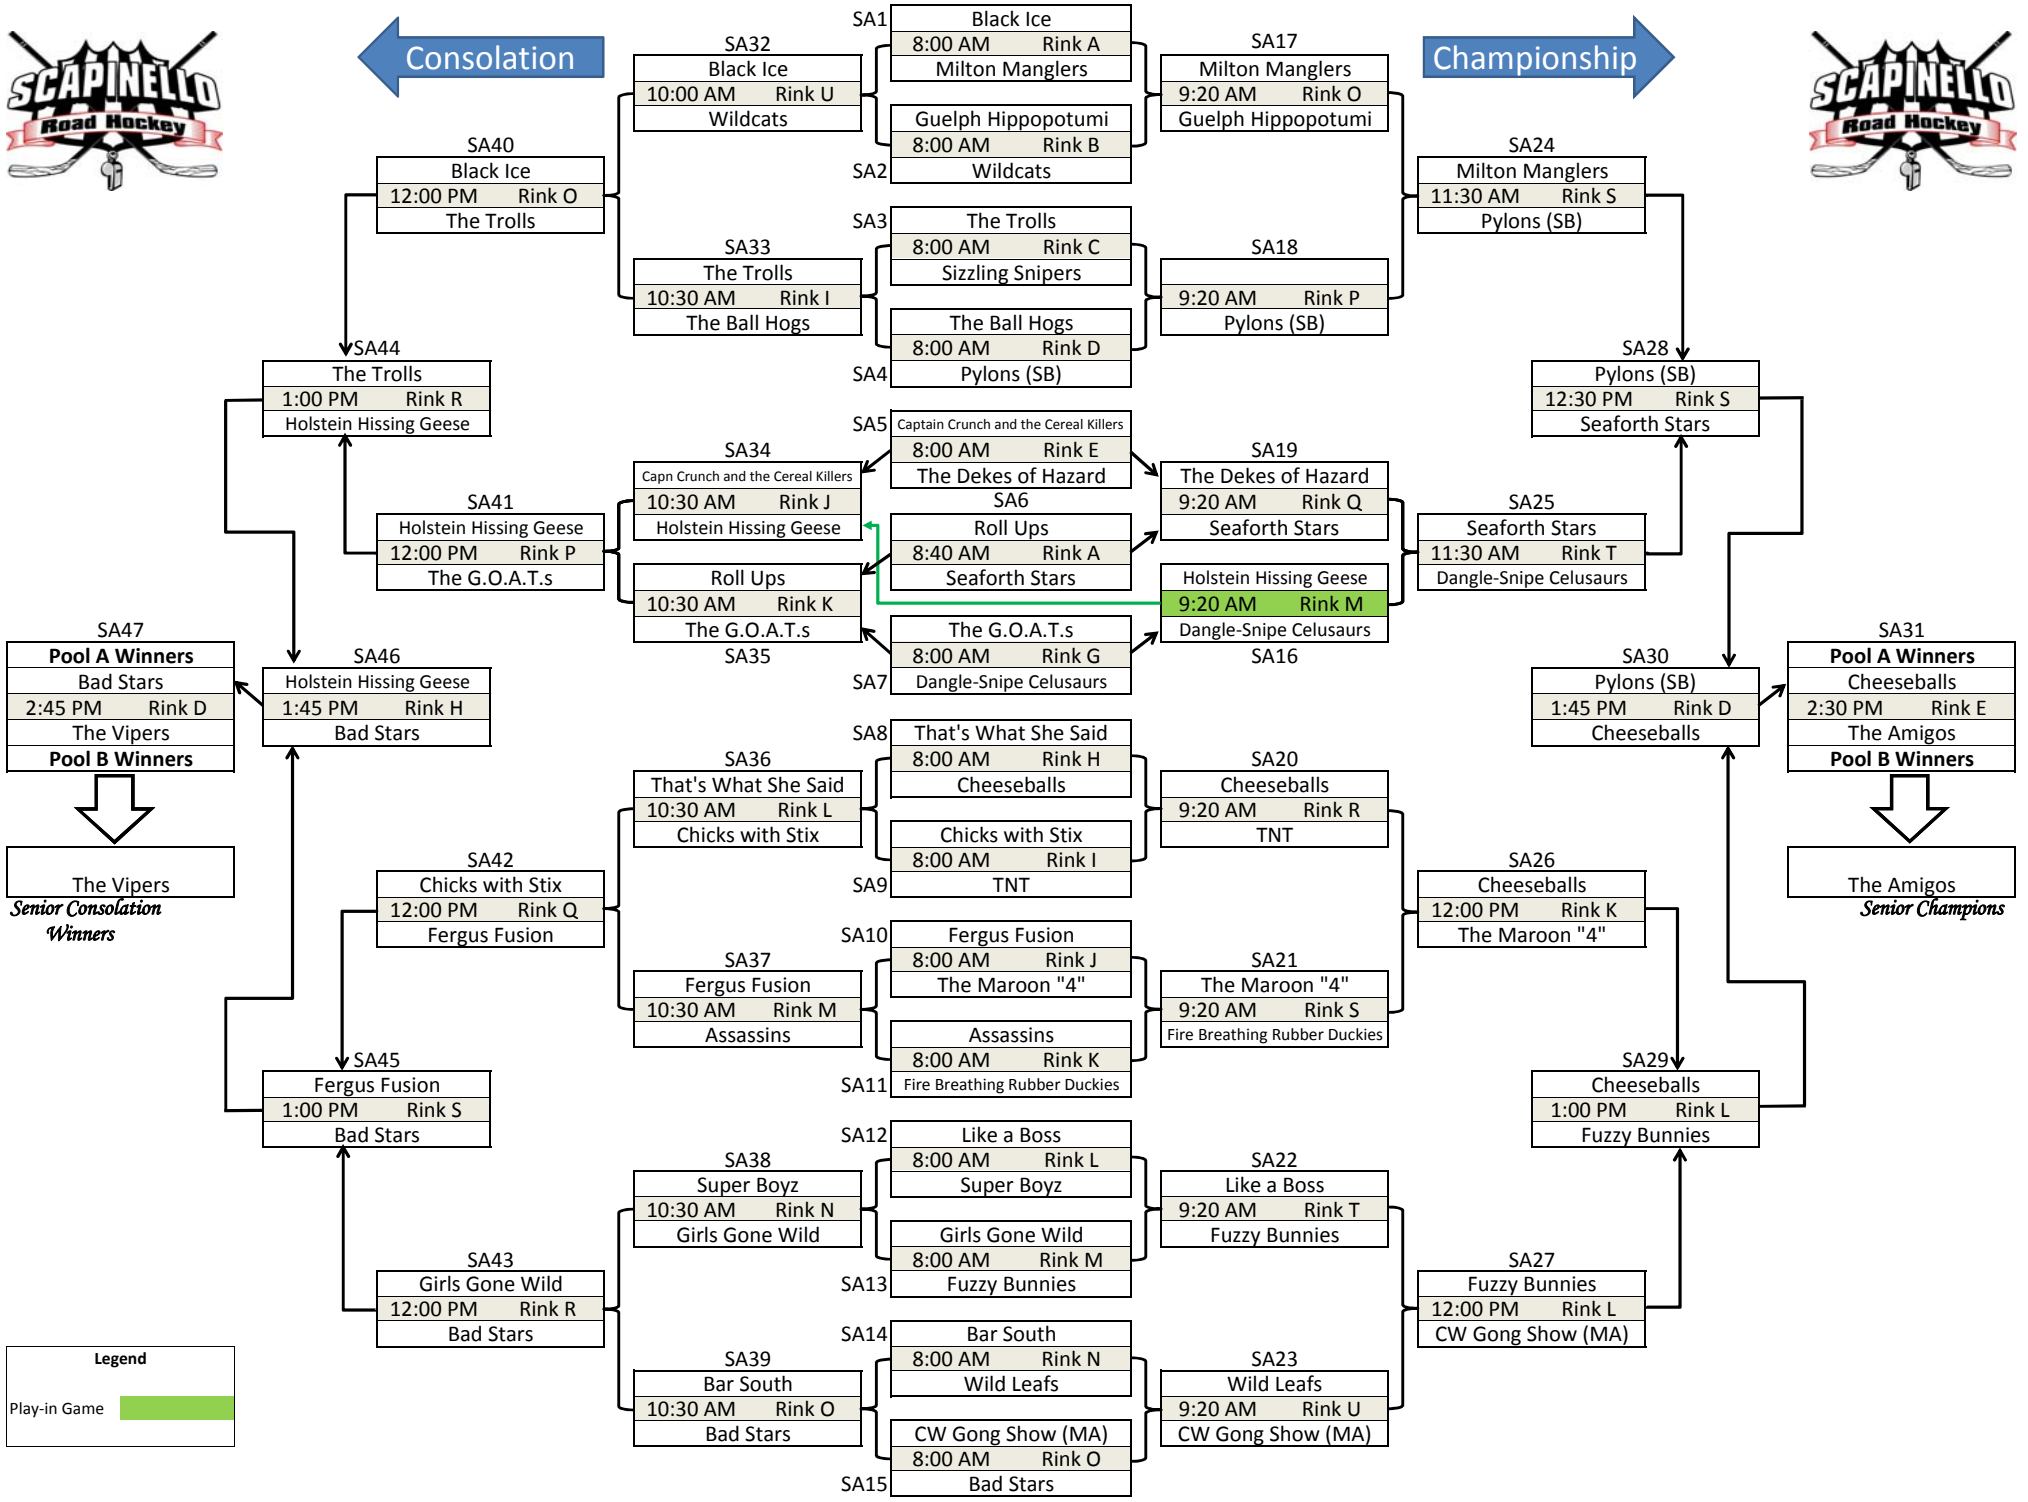 SCAPINELLO
Road Hockey
Consolation
Championship
SCAPINELLO
Road Hockey
SA1
Black Ice
8:00 AM Rink A
Milton Manglers
Guelph Hippopotumi
8:00 AM Rink B
SA2
Wildcats
SA3
The Trolls
8:00 AM Rink C
Sizzling Snipers
The Ball Hogs
8:00 AM Rink D
SA4
Pylons (SB)
SA5
Captain Crunch and the Cereal Killers
8:00 AM Rink E
The Dekes of Hazard
SA6
Roll Ups
8:40 AM Rink A
Seaforth Stars
The G.O.A.T.s
8:00 AM Rink G
SA7
Dangle-Snipe Celusaurs
SA8
That's What She Said
8:00 AM Rink H
Cheeseballs
Chicks with Stix
8:00 AM Rink I
SA9
TNT
SA10
Fergus Fusion
8:00 AM Rink J
The Maroon "4"
Assassins
8:00 AM Rink K
SA11
Fire Breathing Rubber Duckies
SA12
Like a Boss
8:00 AM Rink L
Super Boyz
Girls Gone Wild
8:00 AM Rink M
SA13
Fuzzy Bunnies
SA14
Bar South
8:00 AM Rink N
Wild Leafs
CW Gong Show (MA)
8:00 AM Rink O
SA15
Bad Stars
SA17
Milton Manglers
9:20 AM Rink O
Guelph Hippopotumi
SA18
9:20 AM Rink P
Pylons (SB)
SA19
The Dekes of Hazard
9:20 AM Rink Q
Seaforth Stars
Holstein Hissing Geese
9:20 AM Rink M
Dangle-Snipe Celusaurs
SA16
SA20
Cheeseballs
9:20 AM Rink R
TNT
SA21
The Maroon "4"
9:20 AM Rink S
Fire Breathing Rubber Duckies
SA22
Like a Boss
9:20 AM Rink T
Fuzzy Bunnies
SA23
Wild Leafs
9:20 AM Rink U
CW Gong Show (MA)
SA24
Milton Manglers
11:30 AM Rink S
Pylons (SB)
SA25
Seaforth Stars
11:30 AM Rink T
Dangle-Snipe Celusaurs
SA26
Cheeseballs
12:00 PM Rink K
The Maroon "4"
SA27
Fuzzy Bunnies
12:00 PM Rink L
CW Gong Show (MA)
SA28
Pylons (SB)
12:30 PM Rink S
Seaforth Stars
SA29
Cheeseballs
1:00 PM Rink L
Fuzzy Bunnies
SA30
Pylons (SB)
1:45 PM Rink D
Cheeseballs
SA31
Pool A Winners
Cheeseballs
2:30 PM Rink E
The Amigos
Pool B Winners
The Amigos
Senior Champions
SA32
Black Ice
10:00 AM Rink U
Wildcats
SA33
The Trolls
10:30 AM Rink I
The Ball Hogs
SA34
Capn Crunch and the Cereal Killers
10:30 AM Rink J
Holstein Hissing Geese
Roll Ups
10:30 AM Rink K
The G.O.A.T.s
SA35
SA36
That's What She Said
10:30 AM Rink L
Chicks with Stix
SA37
Fergus Fusion
10:30 AM Rink M
Assassins
SA38
Super Boyz
10:30 AM Rink N
Girls Gone Wild
SA39
Bar South
10:30 AM Rink O
Bad Stars
SA40
Black Ice
12:00 PM Rink O
The Trolls
SA41
Holstein Hissing Geese
12:00 PM Rink P
The G.O.A.T.s
SA42
Chicks with Stix
12:00 PM Rink Q
Fergus Fusion
SA43
Girls Gone Wild
12:00 PM Rink R
Bad Stars
SA44
The Trolls
1:00 PM Rink R
Holstein Hissing Geese
SA45
Fergus Fusion
1:00 PM Rink S
Bad Stars
SA46
Holstein Hissing Geese
1:45 PM Rink H
Bad Stars
SA47
Pool A Winners
Bad Stars
2:45 PM Rink D
The Vipers
Pool B Winners
The Vipers
Senior Consolation
Winners
Legend
Play-in Game